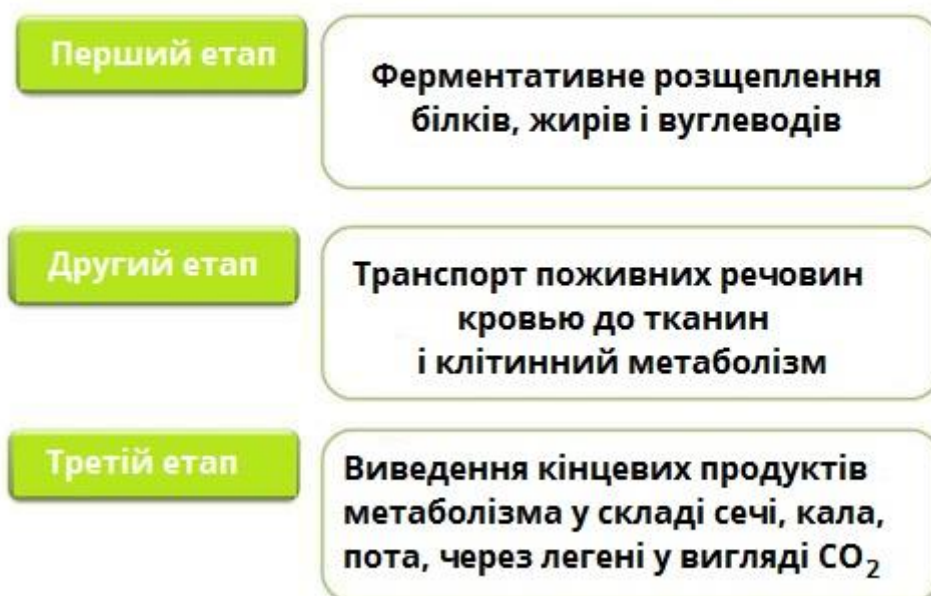 Перший етап
Ферментативне розщеплення
білків, жирів і вуглеводів
Другий етап
Транспорт поживних речовин
кровью до тканин
і клітинний метаболізм
Третій етап
Виведення кінцевих продуктів
метаболізма у складі сечі, кала,
пота, через легені у вигляді CO₂